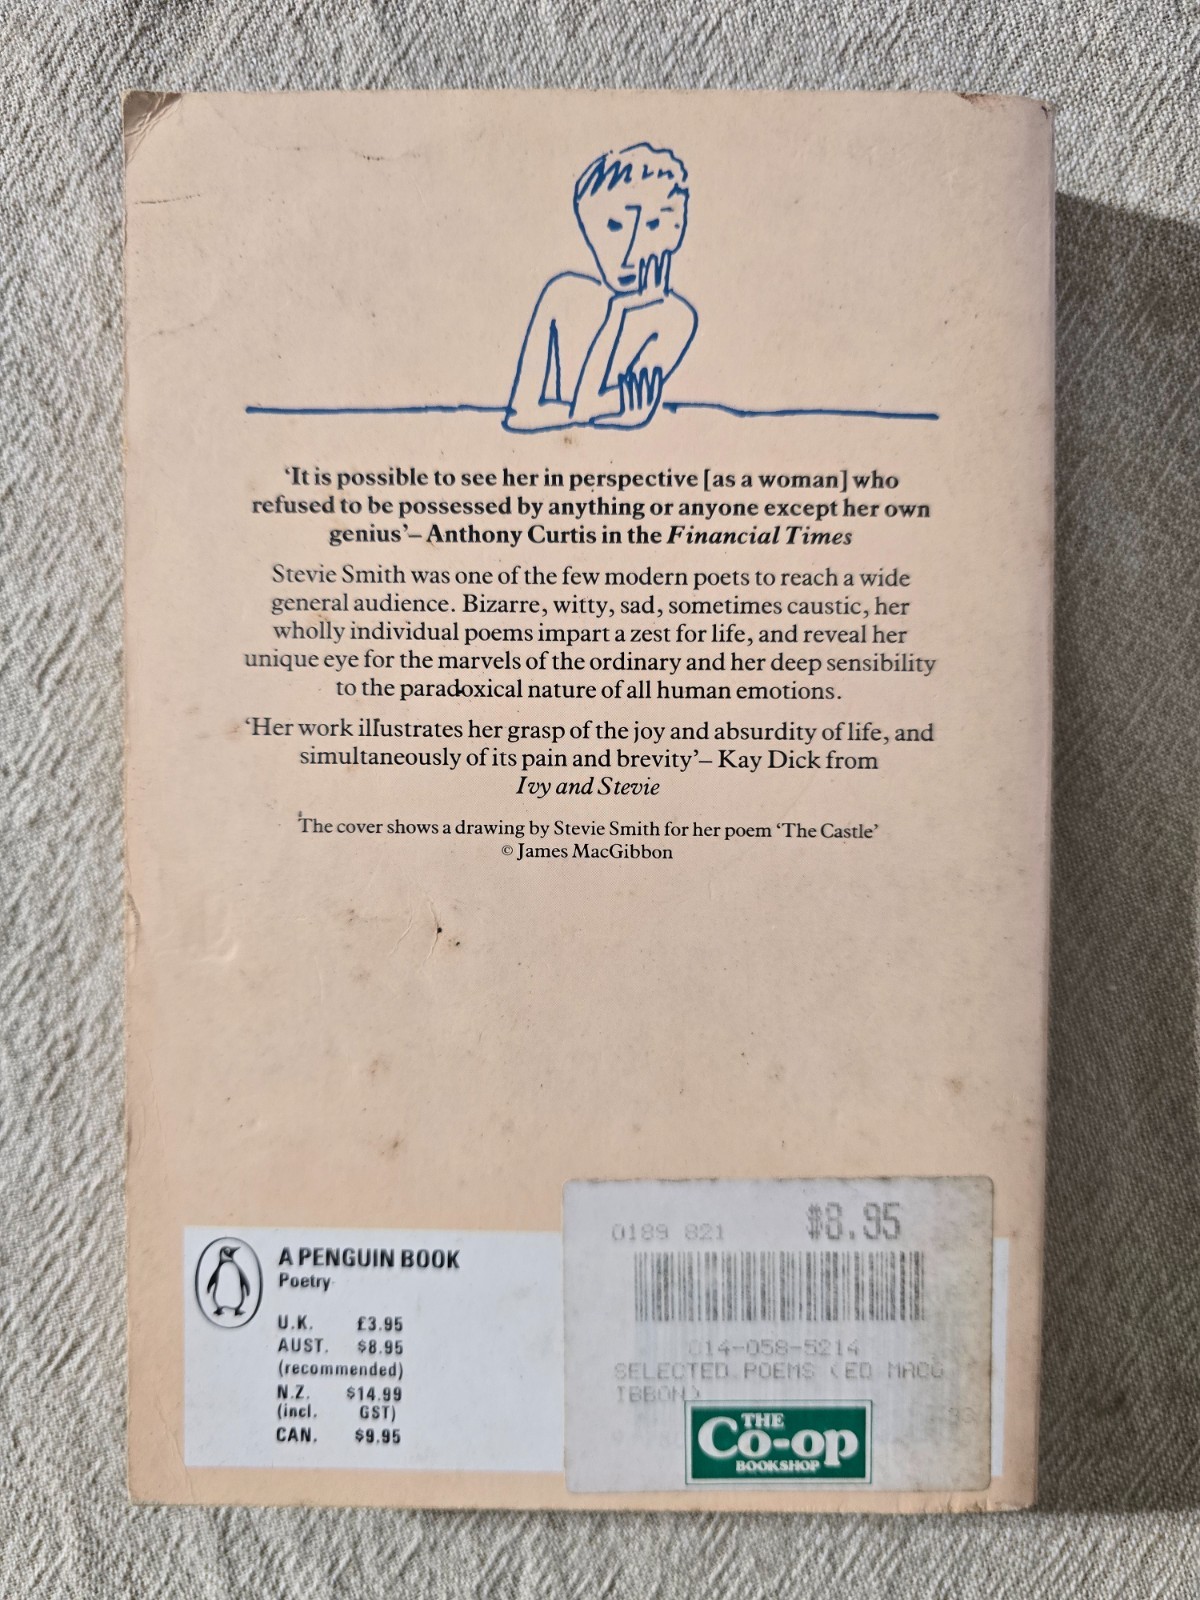 ‘It is possible to see her in perspective [as a woman] who
refused to be possessed by anything or anyone except her own
genius’– Anthony Curtis in the Financial Times
Stevie Smith was one of the few modern poets to reach a wide
general audience. Bizarre, witty, sad, sometimes caustic, her
wholly individual poems impart a zest for life, and reveal her
unique eye for the marvels of the ordinary and her deep sensibility
to the paradoxical nature of all human emotions.
‘Her work illustrates her grasp of the joy and absurdity of life, and
simultaneously of its pain and brevity’– Kay Dick from
Ivy and Stevie
The cover shows a drawing by Stevie Smith for her poem ‘The Castle’
© James MacGibbon
A PENGUIN BOOK
Poetry
U.K. £3.95
AUST. $8.95
(recommended)
N.Z. $14.99
(incl. GST)
CAN. $9.95
0189 821 $8.95
014-058-5214
SELECTED POEMS (ED MACG
IBBON)
THE
Co-op
BOOKSHOP